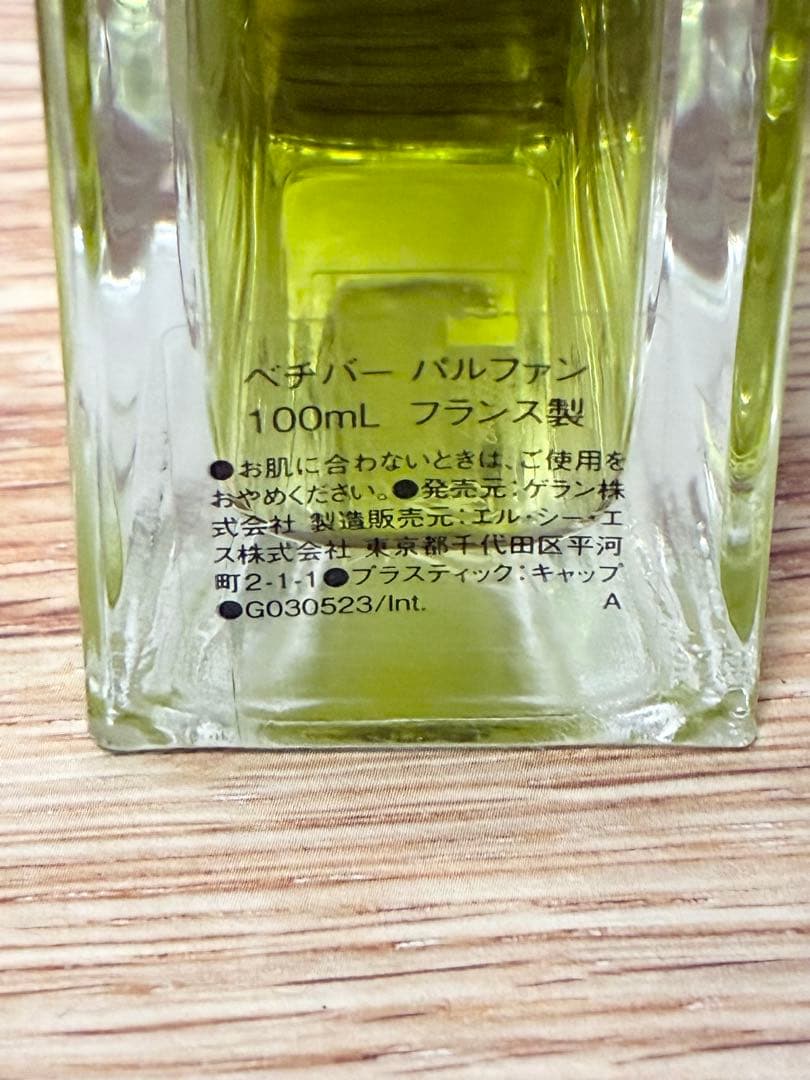 ベチバー パルファン
100mL フランス製
●お肌に合わないときは、ご使用を
おやめください。●発売元:ゲラン株
式会社 製造販売元:エル・シー・エ
ス株式会社 東京都千代田区平河
町2-1-1●プラスティック:キャップ
●G030523/Int. A